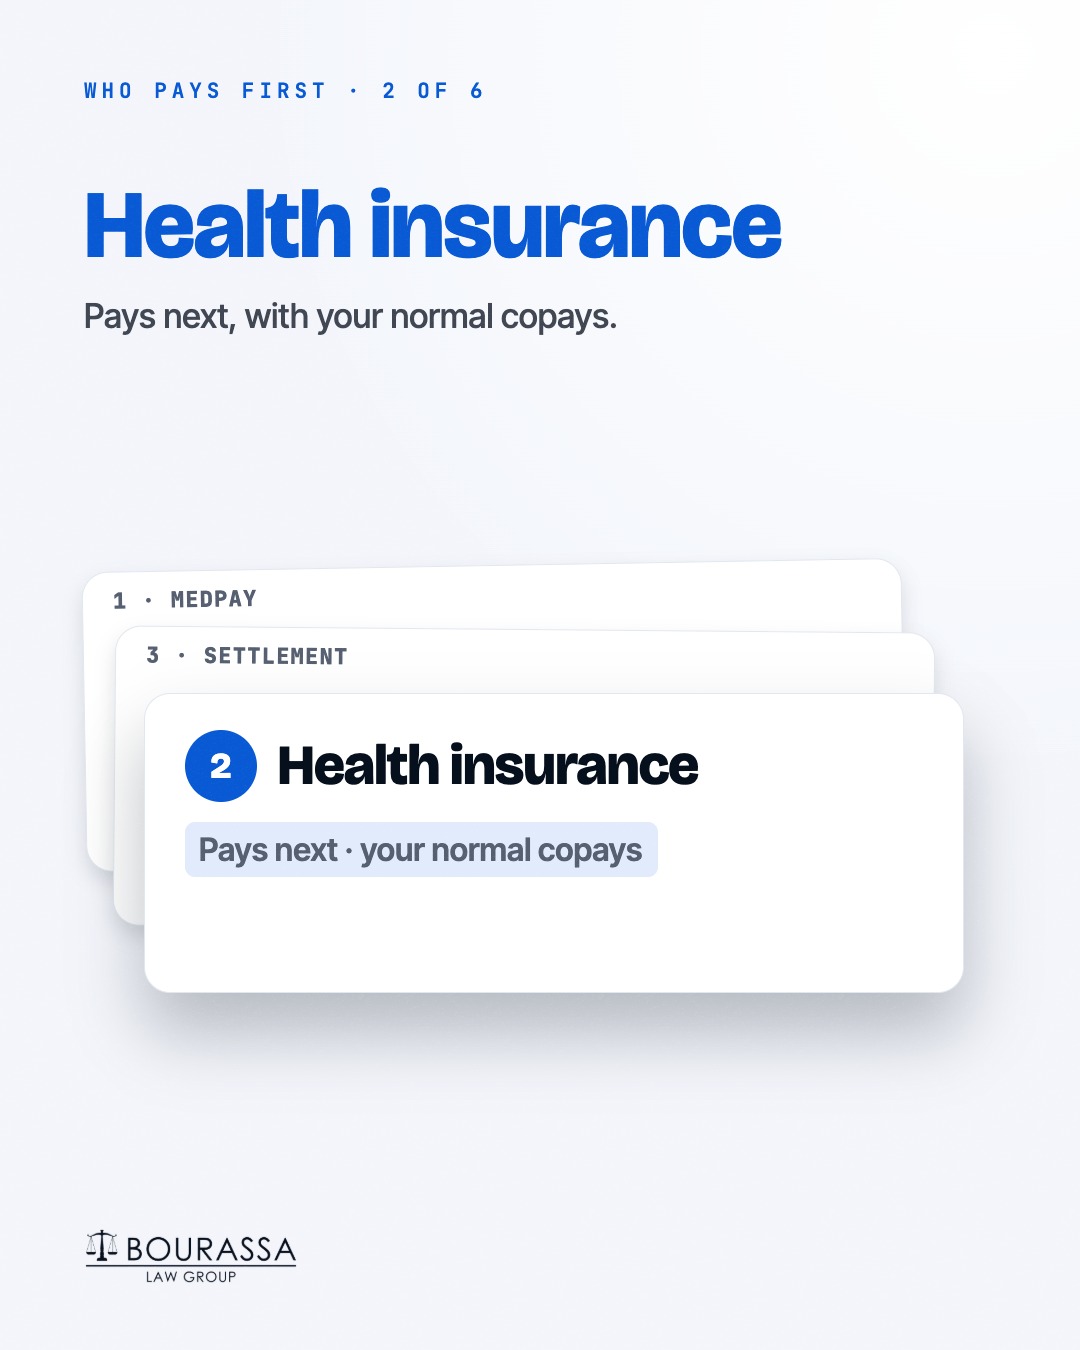 WHO PAYS FIRST · 2 OF 6
Health insurance
Pays next, with your normal copays.
1 · MEDPAY
3 · SETTLEMENT
2 Health insurance
Pays next · your normal copays
BOURASSA
LAW GROUP